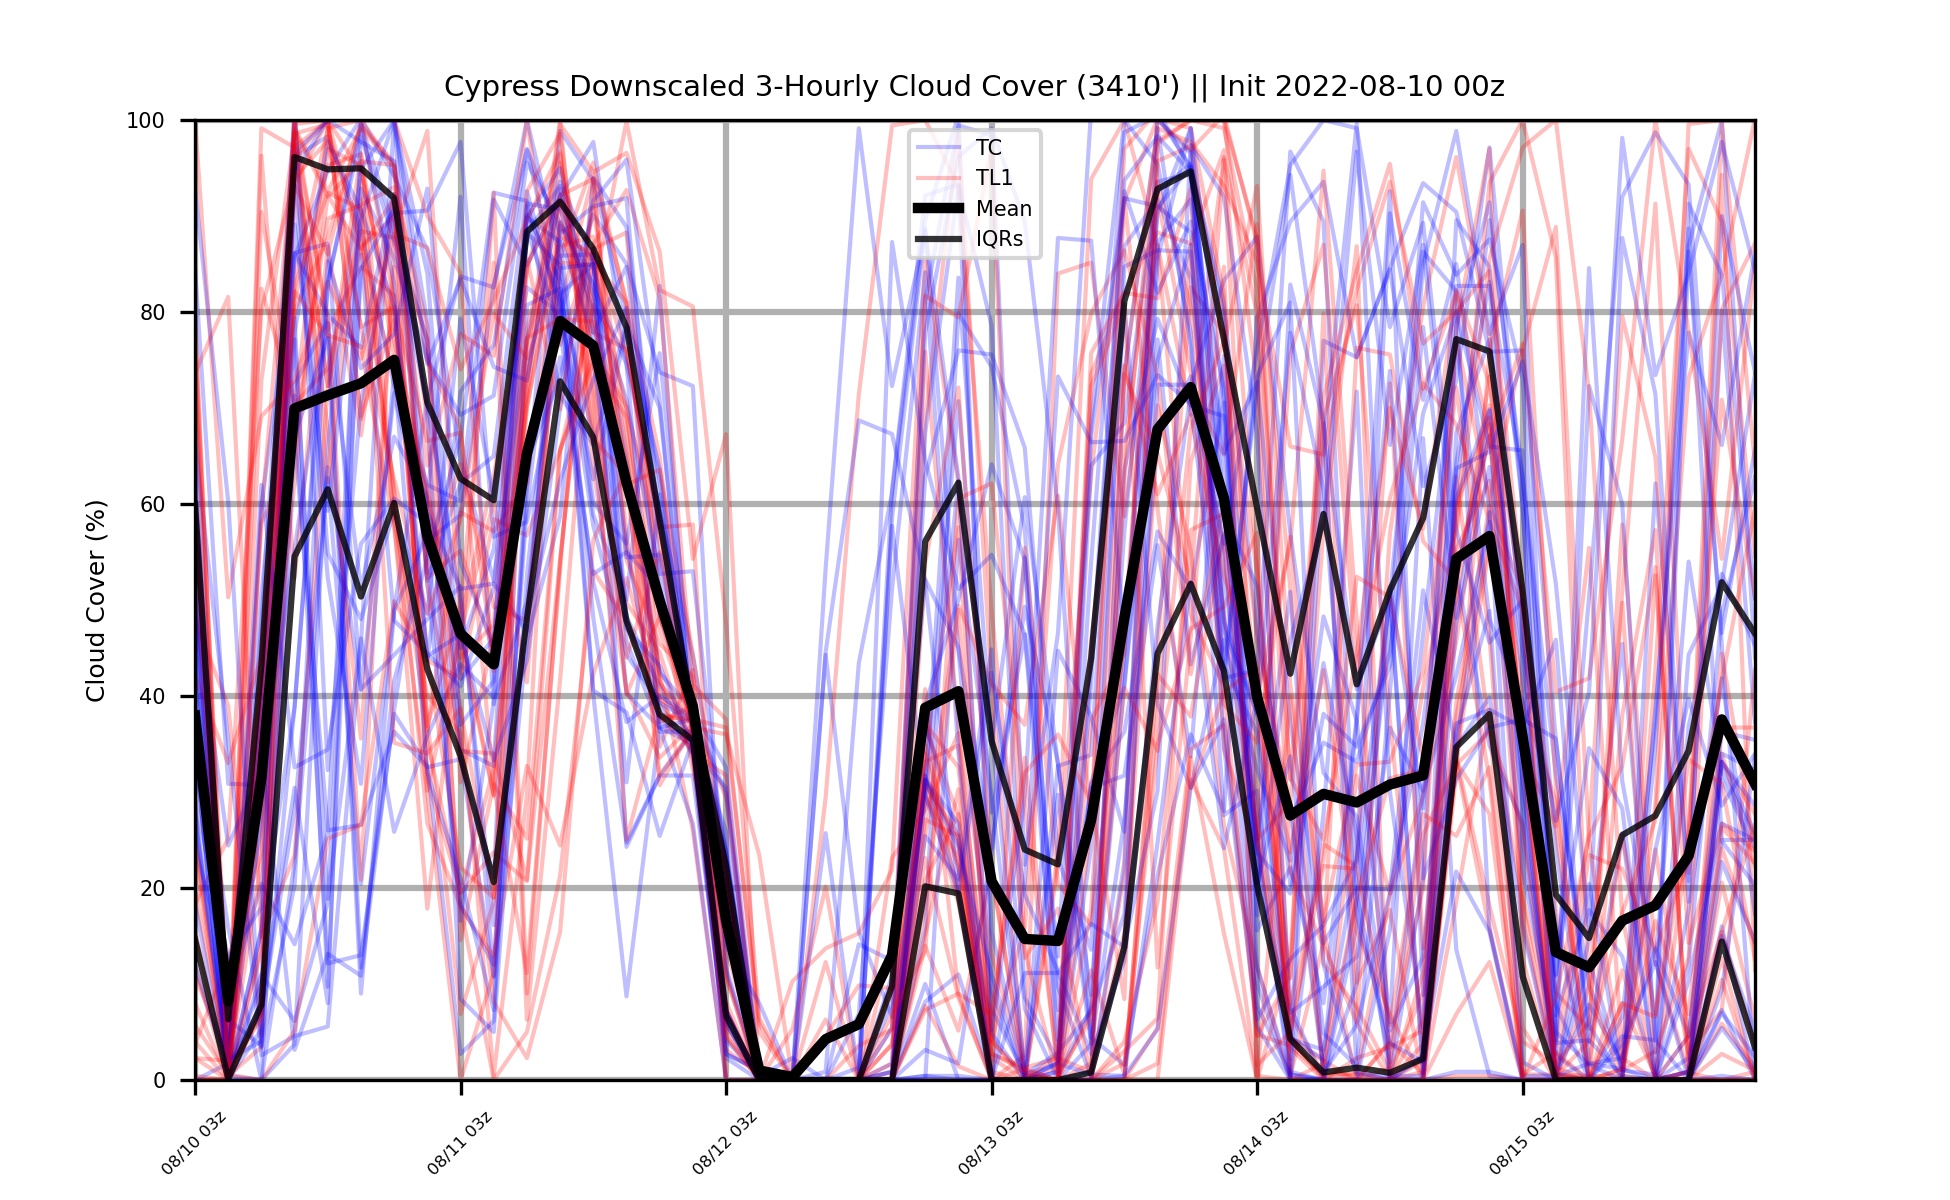 Cypress Downscaled 3-Hourly Cloud Cover (3410') || Init 2022-08-10 00z
TC
TL1
Mean
IQRs
Cloud Cover (%)
100
80
60
40
20
0
08/10 03z
08/11 03z
08/12 03z
08/13 03z
08/14 03z
08/15 03z